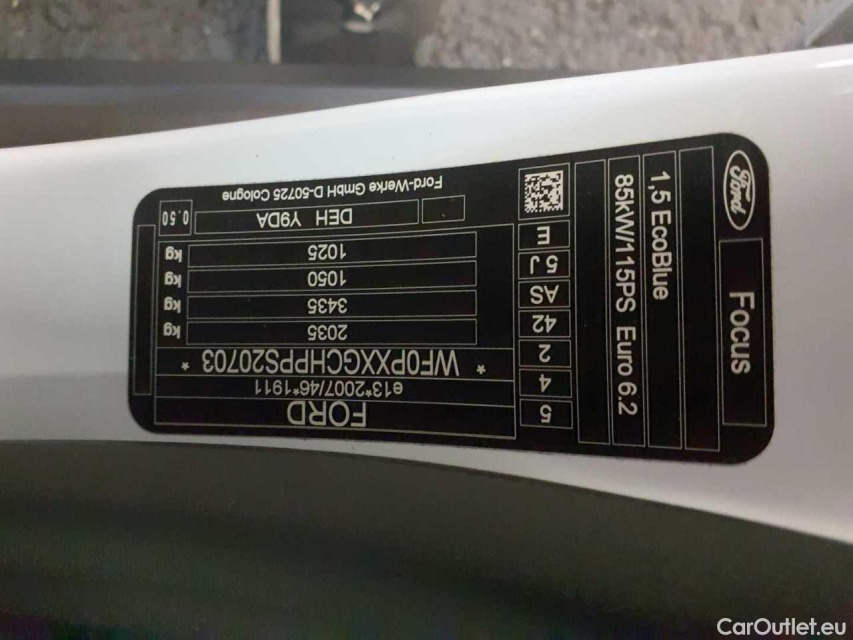 FORD
e13*2007/46*1911
* WF0PXXGCHPPS20703 *
2035 kg
3435 kg
1050 kg
1025 kg
DEH Y9DA 0.50
Ford-Werke GmbH D-50725 Cologne
5
4
2
42
AS
5J
E
85kW/115PS Euro 6.2
1,5 EcoBlue
Ford
Focus
CarOutlet.eu